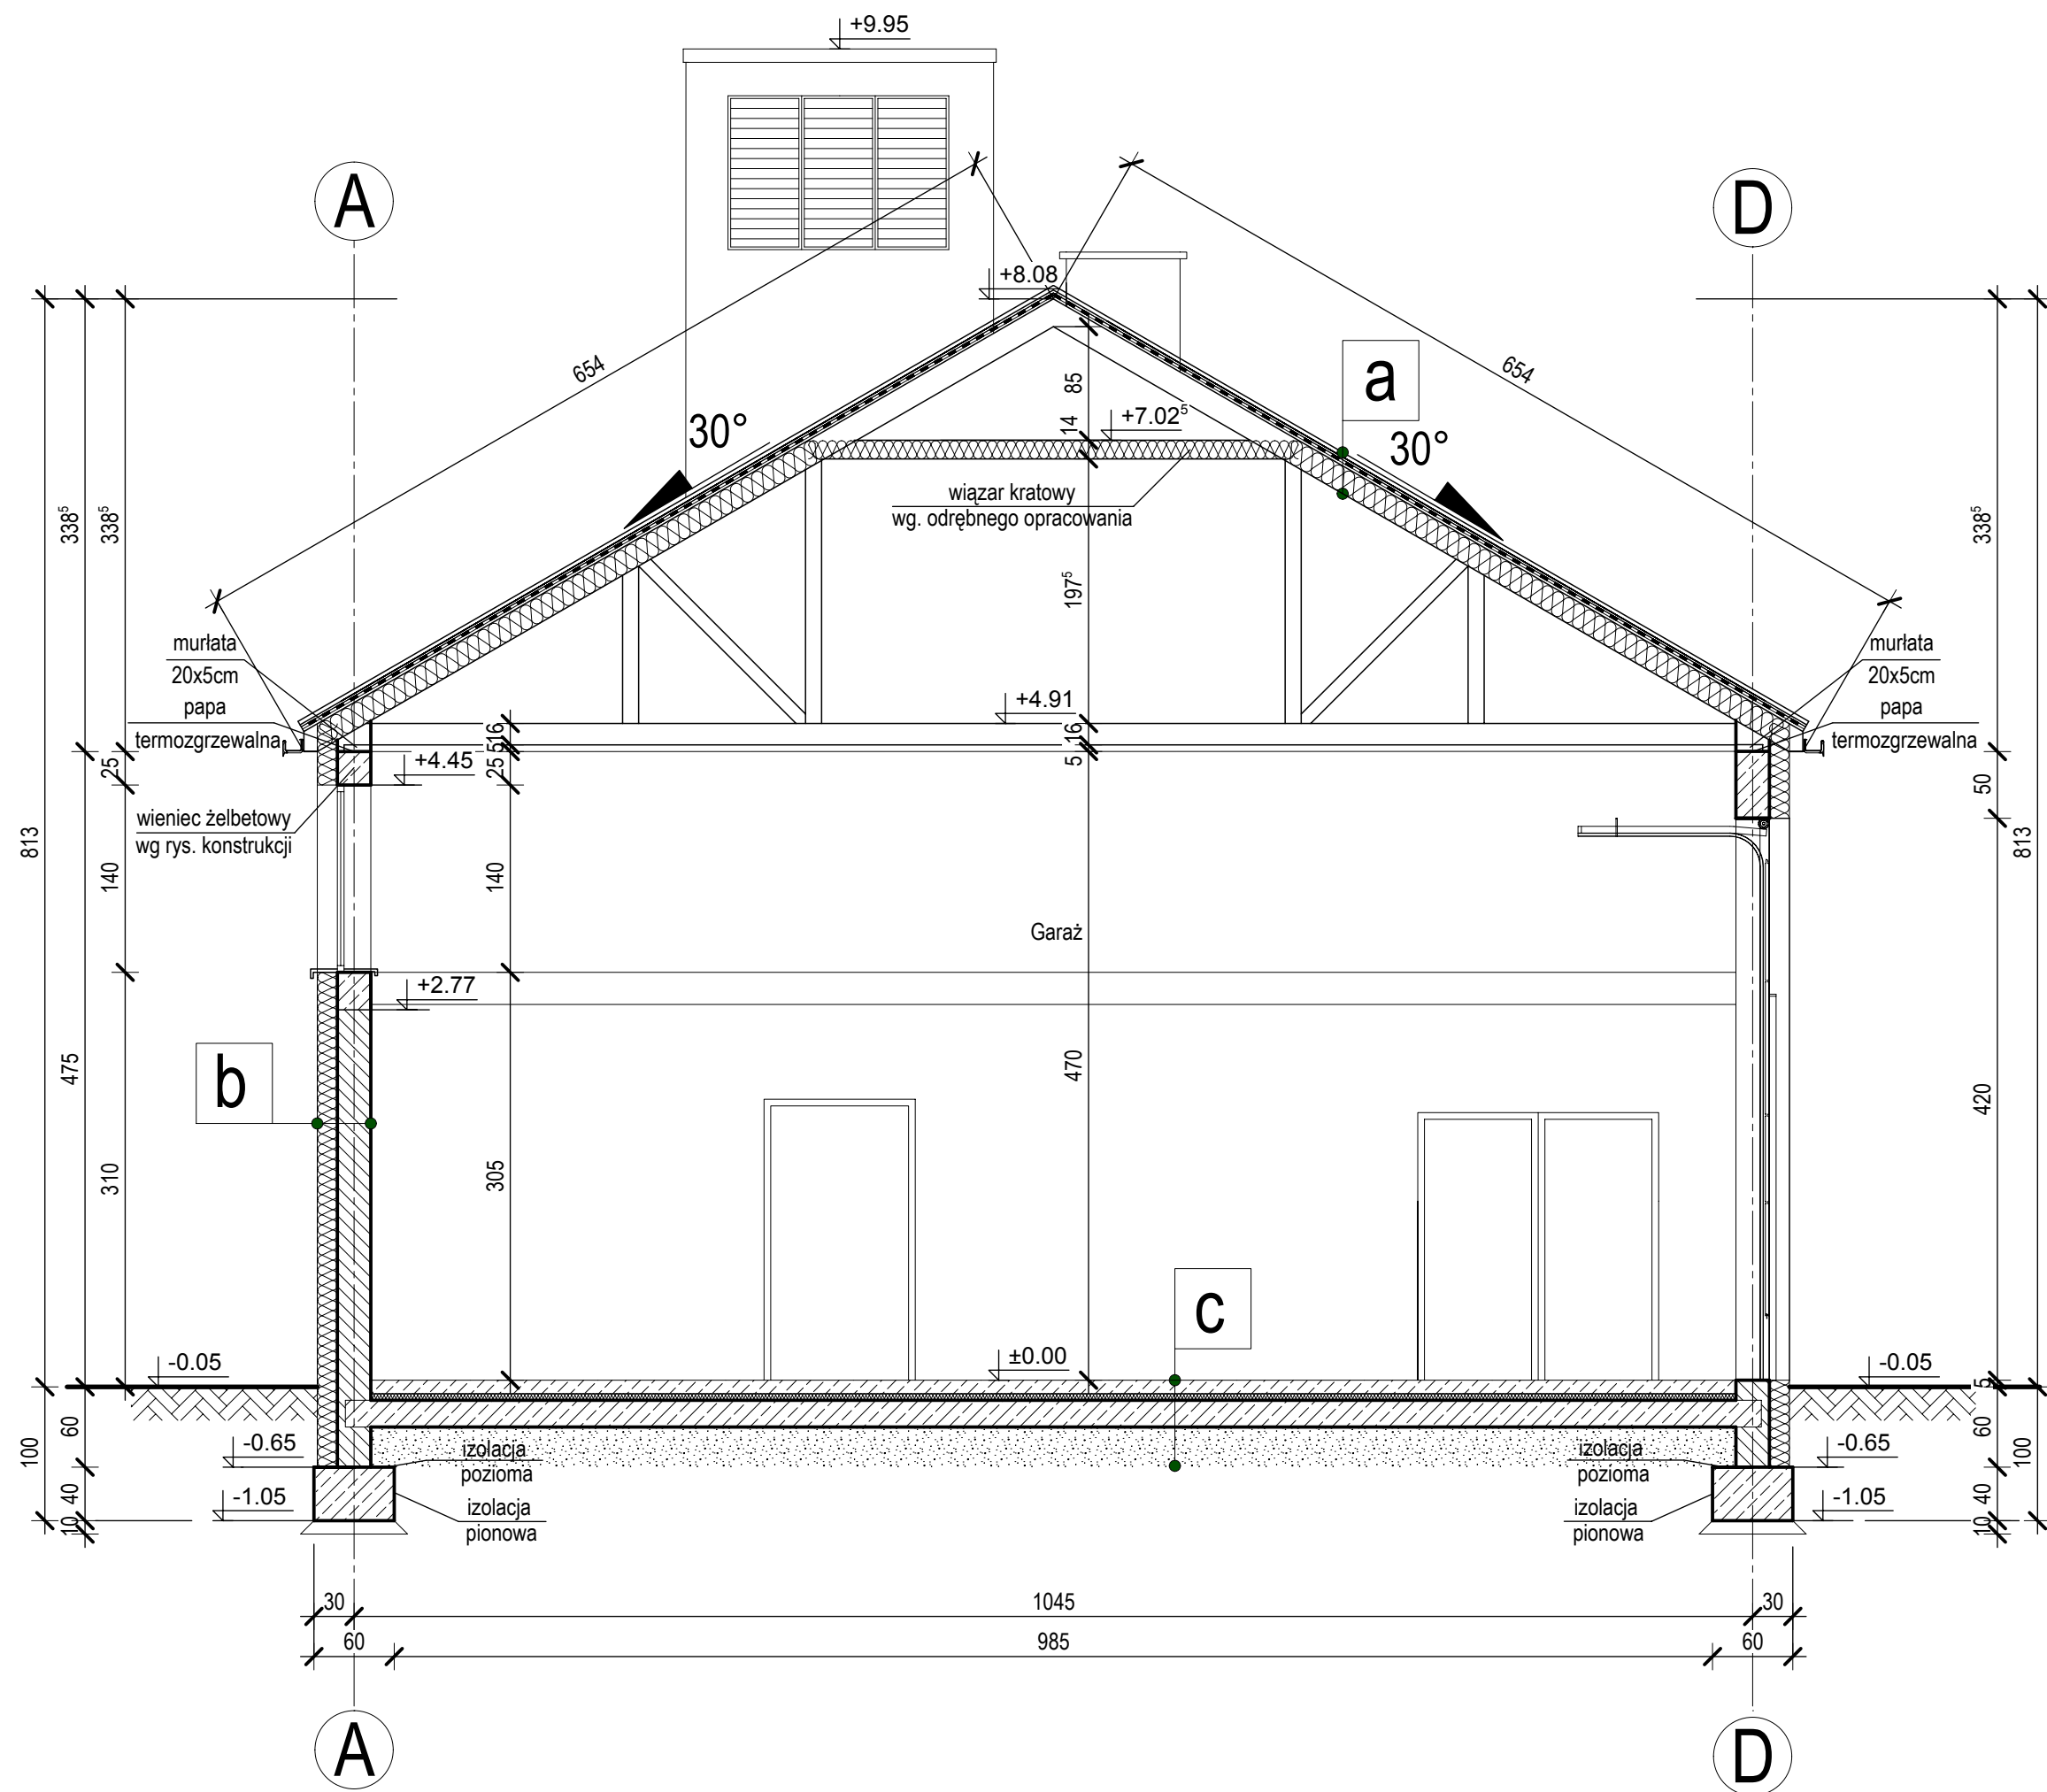 +9.95
A
D
+8.08
654
654
a
85
+7.02⁵
14
30°
30°
wiązar kratowy
wg. odrębnego opracowania
338⁵
338⁵
338⁵
197⁵
murłata
20x5cm
papa
termozgrzewalna
murłata
20x5cm
papa
termozgrzewalna
+4.91
16
5
25
16
5
25
+4.45
50
wieniec żelbetowy
wg rys. konstrukcji
813
813
140
140
Garaż
+2.77
475
470
420
b
310
305
c
-0.05
±0.00
-0.05
5
60
100
-0.65
izolacja
pozioma
izolacja
pozioma
-0.65
60
100
40
-1.05
izolacja
pionowa
izolacja
pionowa
-1.05
40
10
10
30
1045
30
60
985
60
A
D